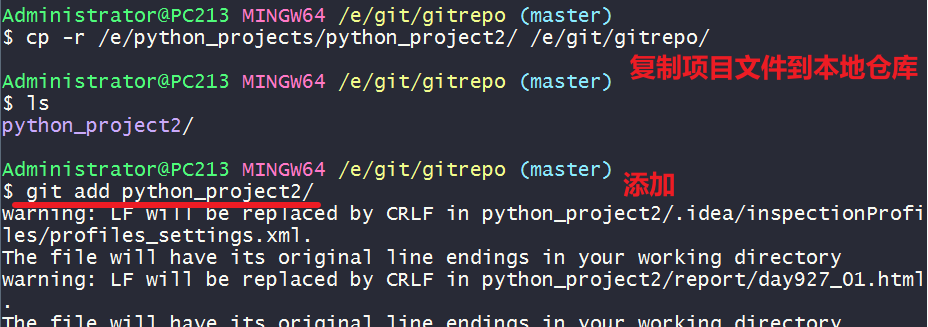 Administrator@PC213 MINGW64 /e/git/gitrepo (master)
$ cp -r /e/python_projects/python_project2/ /e/git/gitrepo/
复制项目文件到本地仓库
Administrator@PC213 MINGW64 /e/git/gitrepo (master)
$ ls
python_project2/
Administrator@PC213 MINGW64 /e/git/gitrepo (master)
$ git add python_project2/ 添加
warning: LF will be replaced by CRLF in python_project2/.idea/inspectionProfi
les/profiles_settings.xml.
The file will have its original line endings in your working directory
warning: LF will be replaced by CRLF in python_project2/report/day927_01.html
.
The file will have its original line endings in your working directory